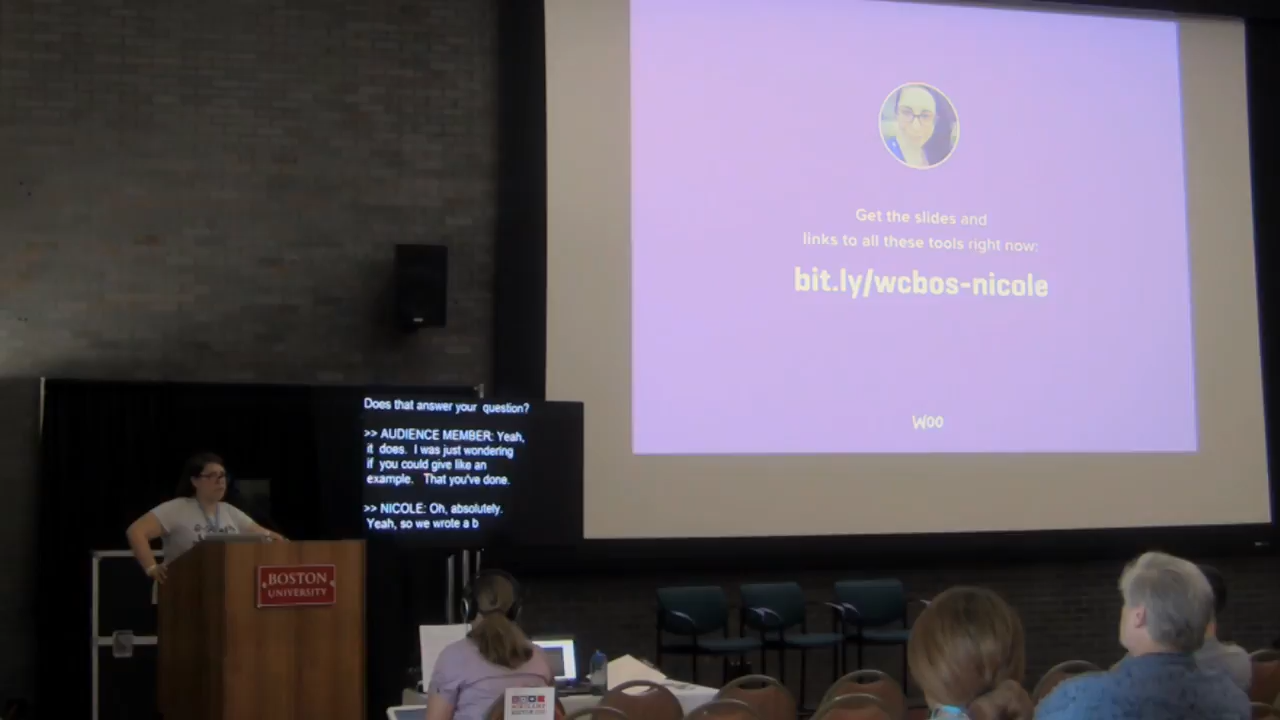 Get the slides and
links to all these tools right now:
bit.ly/wcbos-nicole
Woo
Does that answer your question?
>> AUDIENCE MEMBER: Yeah,
it does. I was just wondering
if you could give like an
example. That you've done.
>> NICOLE: Oh, absolutely.
Yeah, so we wrote a b
BOSTON
UNIVERSITY